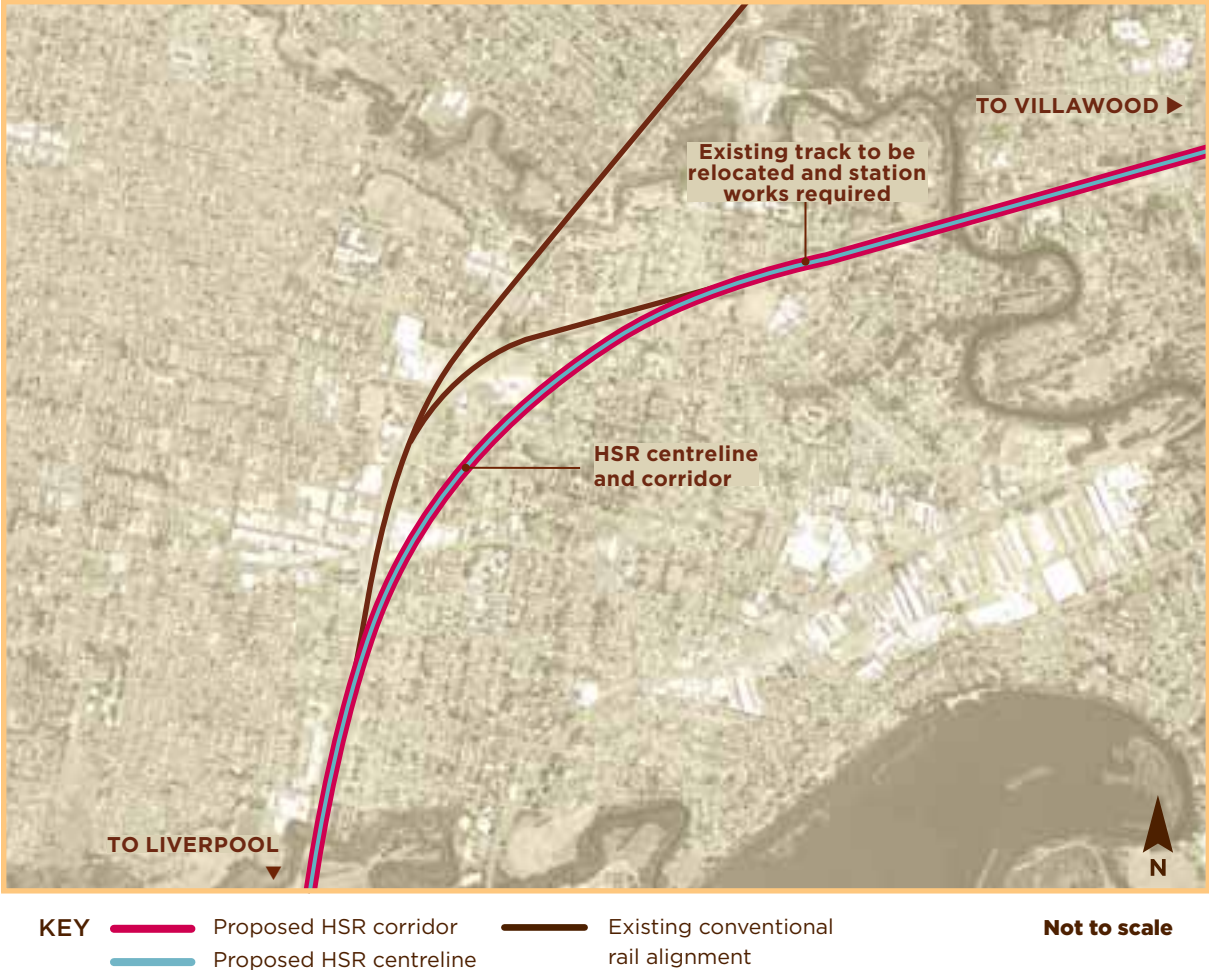 TO VILLAWOOD ▶
Existing track to be
relocated and station
works required
HSR centreline
and corridor
TO LIVERPOOL
▼
N
KEY
Proposed HSR corridor
Proposed HSR centreline
Existing conventional
rail alignment
Not to scale